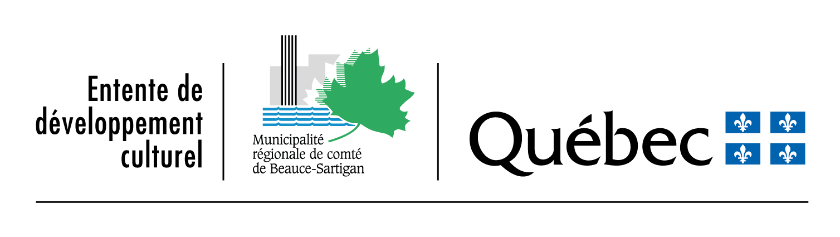 Entente de
développement
culturel
Municipalité
régionale de comté
de Beauce-Sartigan
Québec